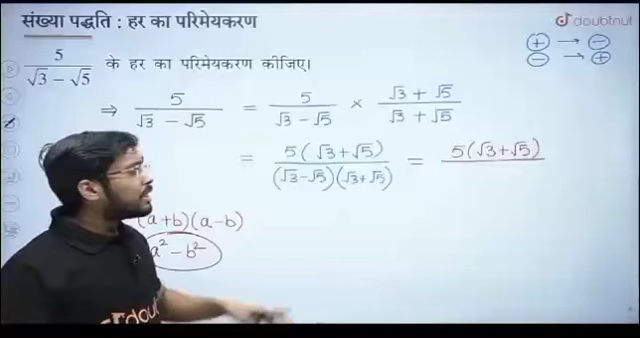 संख्या पद्धति : हर का परिमेयकरण
doubtnut
⊕ → ⊖
⊖ → ⊕
5/(√3 − √5) के हर का परिमेयकरण कीजिए।
⇒ 5/(√3 − √5) = 5/(√3 − √5) × (√3 + √5)/(√3 + √5)
= 5(√3+√5)/((√3−√5)(√3+√5)) = 5(√3+√5)
(a+b)(a−b)
a² − b²